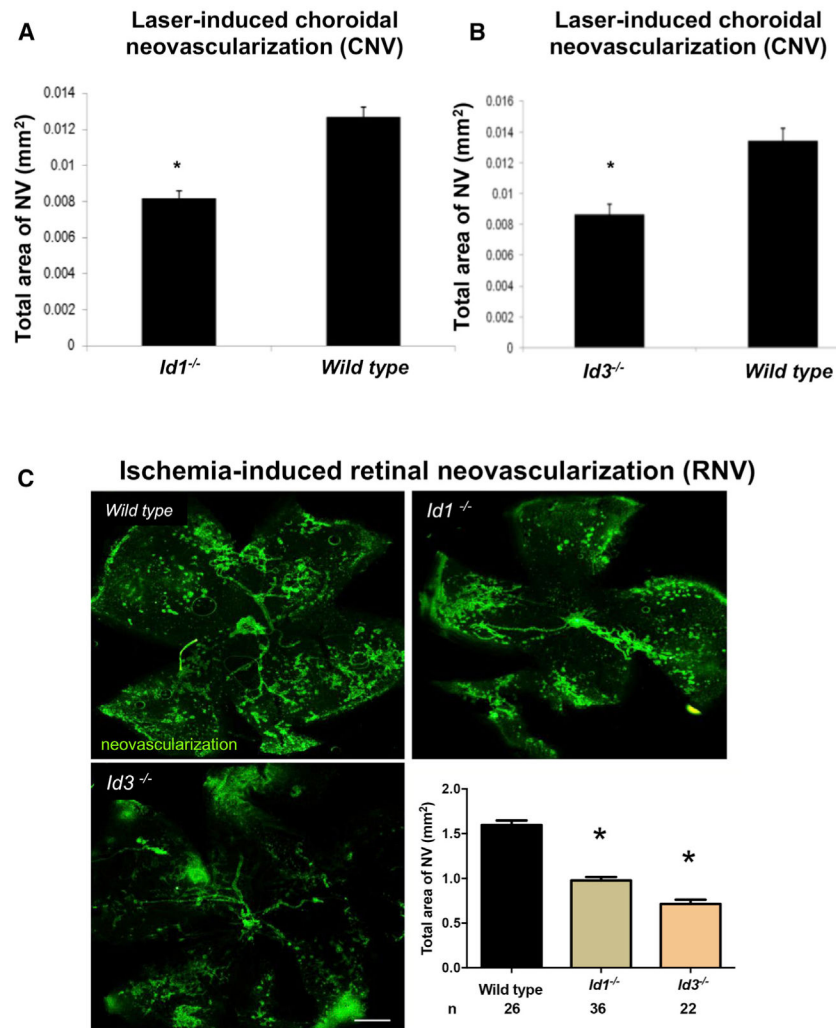 A
Laser-induced choroidal
neovascularization (CNV)
Total area of NV (mm²)
0.014
0.012
0.01
0.008
0.006
0.004
0.002
0
*
Id1-/-
Wild type
B
Laser-induced choroidal
neovascularization (CNV)
Total area of NV (mm²)
0.016
0.014
0.012
0.01
0.008
0.006
0.004
0.002
0
*
Id3-/-
Wild type
C
Ischemia-induced retinal neovascularization (RNV)
Wild type
neovascularization
Id1 -/-
Id3 -/-
Total area of NV (mm²)
2.0
1.5
1.0
0.5
0.0
*
*
Wild type Id1-/- Id3-/-
n 26 36 22